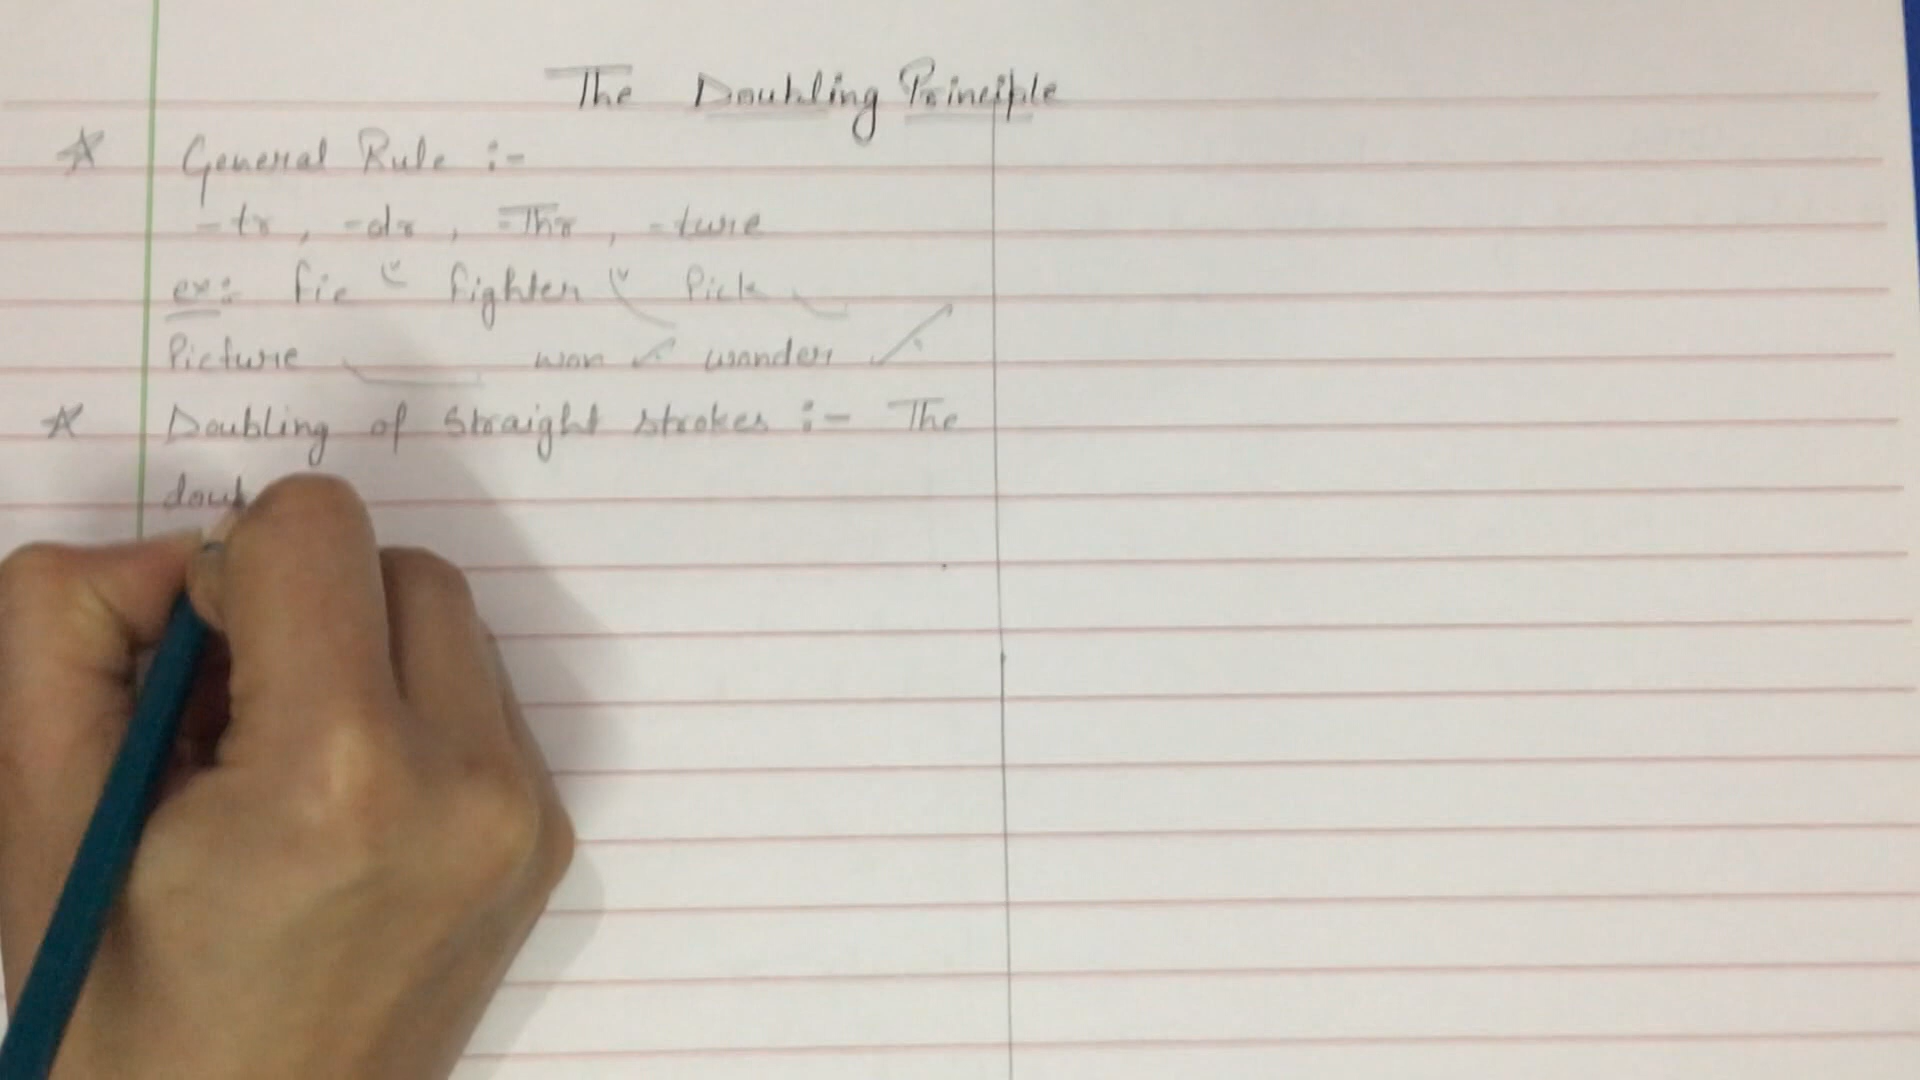 The Doubling Principle
☆ General Rule :-
-tr, -dr, -Thr, -ture
ex:- fie fighter Pick
Picture won wander
☆ Doubling of Straight strokes :- The
doub